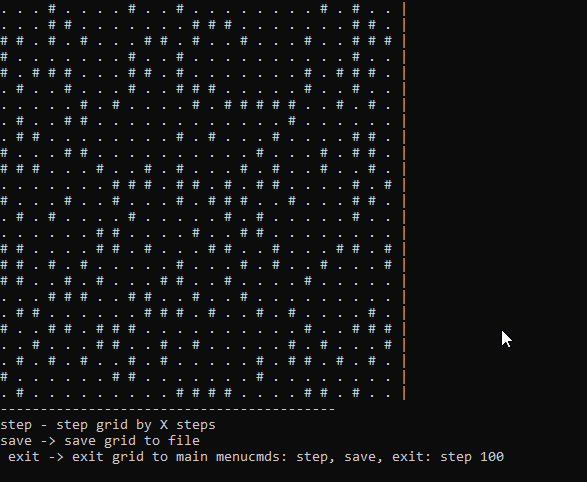 . . . # . . . . # . . # . . . . . . . . # . # . . |
. . . # # . . . . . . . # # # . . . . . . . # # . |
# # . # . # . . . # # . # . . # . . . # . . # # # |
# . . . . . . . # . . # . . . . . . . . . . # . . |
# . # # # . . . # # . # . . . . . . . # . # # # . |
. # . . # . . . # . . # # # . . . . . # . . # . . |
. . . . . # . # . . . . # . # # # # # . . # . # . |
. # . . # # . . . . . . . . . . . . # . . . . . . |
. # # . . . . . . . . # . # . . . # . . . . # # . |
# . . . # # . . . . . . . . . . # . . . # . # # . |
# # # . . . # . . # . # . . . # . # . . # . . # . |
. . . . . . . # # # . # # . # . # # . . . . # . # |
# . . . # . . # . . . # . # # # . . # . . . # # . |
. # . # . . . . # . . . . . # . # . . . . . # . . |
. . . . . . # # . . . . # . . # # . . . . . . . . |
# # . . . . # # . # . . . # # . . # . . . # # . # |
# # . # . # . . . . . # . . . # . # . . # . . . # |
# # . . # . # . . . # # . . # . . . . # . . . . . |
. . . # # # . . # # . . # . . # . . . . . . . . . |
. # # . . . . . . # # # . # . . # . # . . . . # . |
# . . # # . # # # . . . . . . . . . . # . . # # # |
. . # . . . # # . . # . # . . . . . # . # . . . # |
. # . # . # . . # . # . . . . . # . # # . # . # . |
# . . . . . . # # . . . . . . . # . . . . . . . . |
. # . . . . . . . . . # # # # . . . . # # . # . . |
------------------------------------------
step - step grid by X steps
save -> save grid to file
exit -> exit grid to main menucmds: step, save, exit: step 100